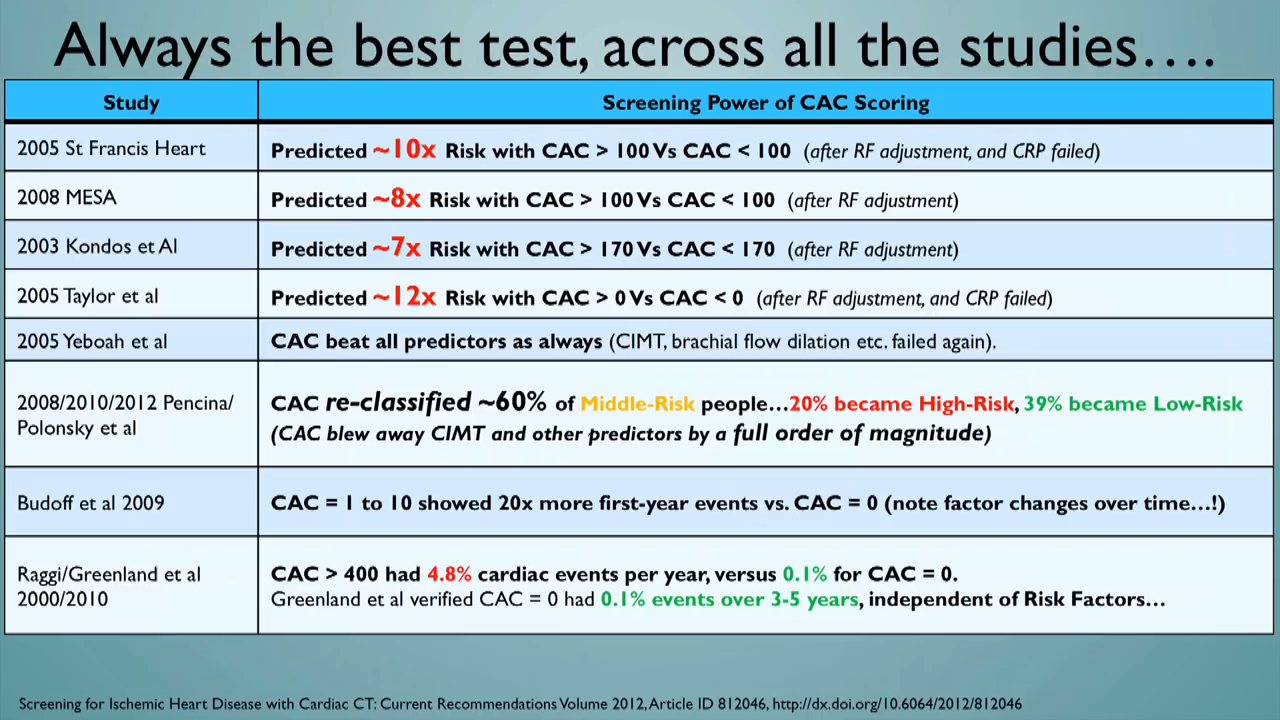 Always the best test, across all the studies….
Study
Screening Power of CAC Scoring
2005 St Francis Heart
Predicted ~10x Risk with CAC > 100 Vs CAC < 100 (after RF adjustment, and CRP failed)
2008 MESA
Predicted ~8x Risk with CAC > 100 Vs CAC < 100 (after RF adjustment)
2003 Kondos et Al
Predicted ~7x Risk with CAC > 170 Vs CAC < 170 (after RF adjustment)
2005 Taylor et al
Predicted ~12x Risk with CAC > 0 Vs CAC < 0 (after RF adjustment, and CRP failed)
2005 Yeboah et al
CAC beat all predictors as always (CIMT, brachial flow dilation etc. failed again).
2008/2010/2012 Pencina/
Polonsky et al
CAC re-classified ~60% of Middle-Risk people…20% became High-Risk, 39% became Low-Risk
(CAC blew away CIMT and other predictors by a full order of magnitude)
Budoff et al 2009
CAC = 1 to 10 showed 20x more first-year events vs. CAC = 0 (note factor changes over time…!)
Raggi/Greenland et al
2000/2010
CAC > 400 had 4.8% cardiac events per year, versus 0.1% for CAC = 0.
Greenland et al verified CAC = 0 had 0.1% events over 3-5 years, independent of Risk Factors…
Screening for Ischemic Heart Disease with Cardiac CT: Current Recommendations Volume 2012, Article ID 812046, http://dx.doi.org/10.6064/2012/812046